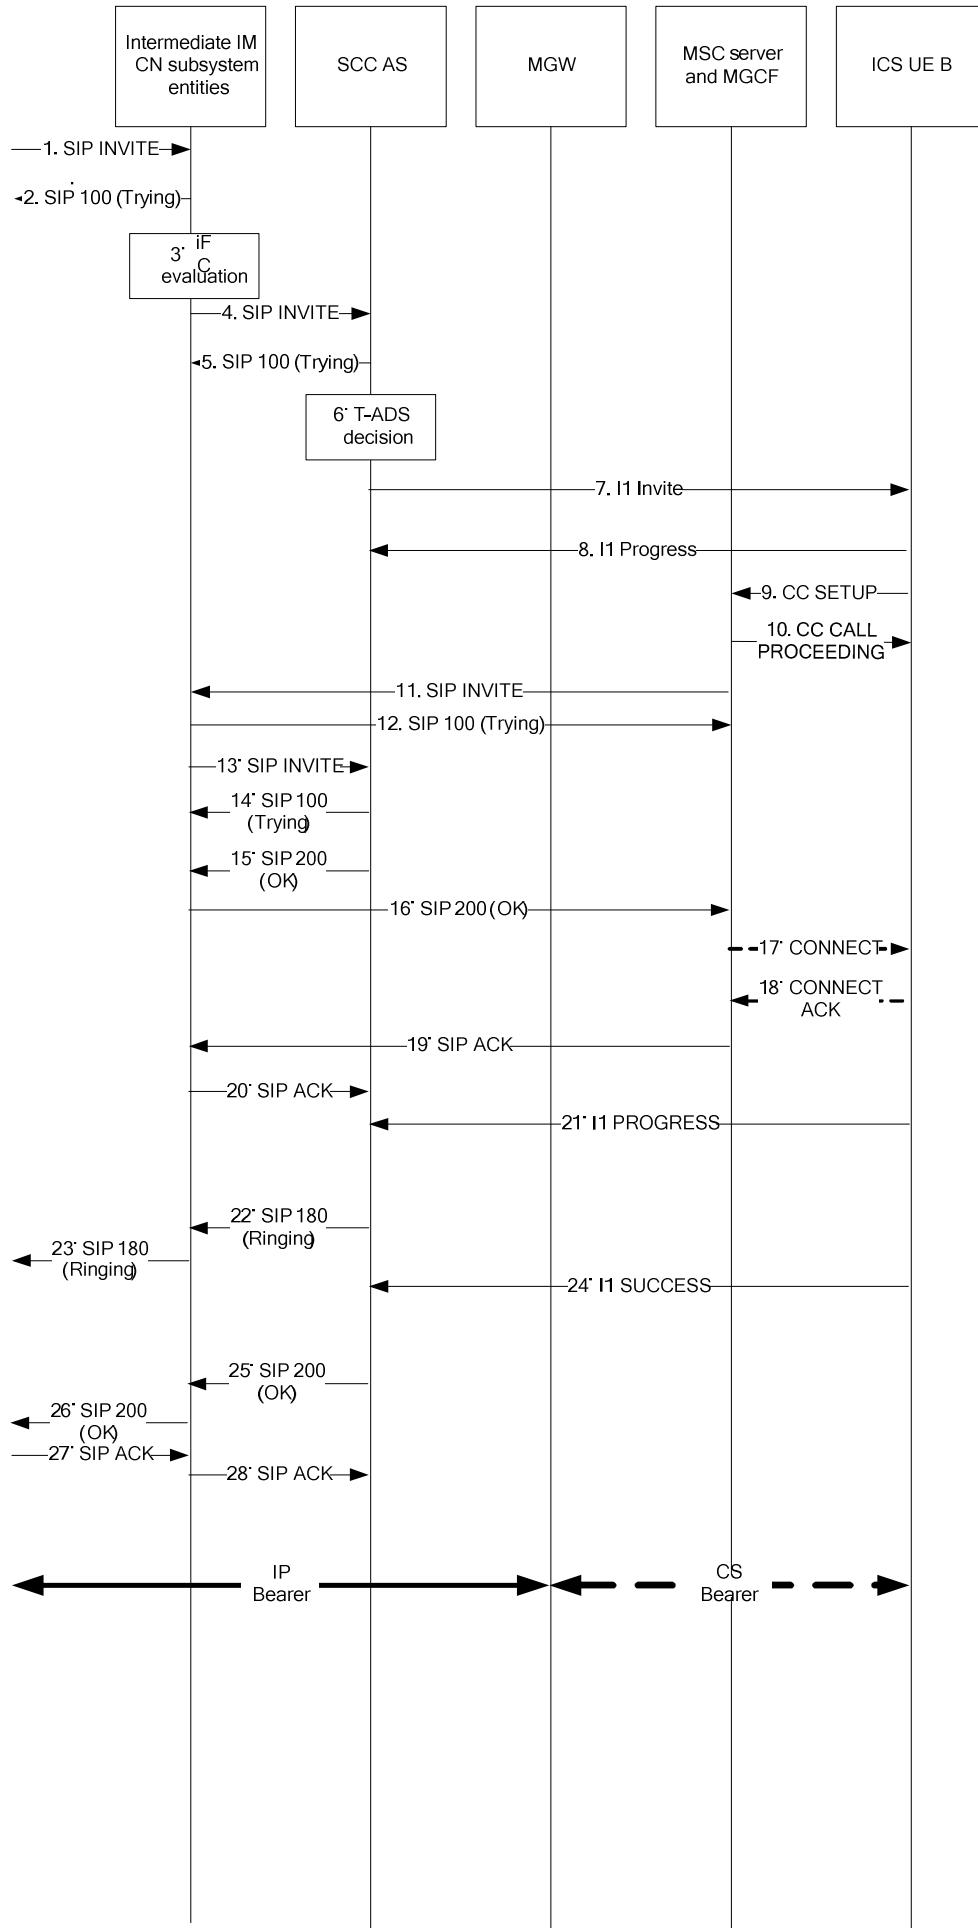 Intermediate IM
CN subsystem
entities
SCC AS
MGW
MSC server
and MGCF
ICS UE B
1. SIP INVITE
2. SIP 100 (Trying)
3. iF
C
evaluation
4. SIP INVITE
5. SIP 100 (Trying)
6. T-ADS
decision
7. I1 Invite
8. I1 Progress
9. CC SETUP
10. CC CALL
PROCEEDING
11. SIP INVITE
12. SIP 100 (Trying)
13. SIP INVITE
14. SIP 100
(Trying)
15. SIP 200
(OK)
16. SIP 200 (OK)
17. CONNECT
18. CONNECT
ACK
19. SIP ACK
20. SIP ACK
21. I1 PROGRESS
22. SIP 180
(Ringing)
23. SIP 180
(Ringing)
24. I1 SUCCESS
25. SIP 200
(OK)
26. SIP 200
(OK)
27. SIP ACK
28. SIP ACK
IP
Bearer
CS
Bearer